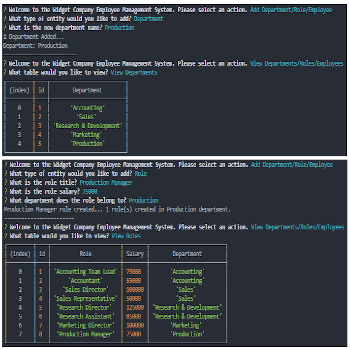 ? Welcome to the Widget Company Employee Management System. Please select an action. Add Department/Role/Employee
? What type of entity would you like to add? Department
? What is the new department name? Production
1 Department Added...
Department: Production
----------------------
? Welcome to the Widget Company Employee Management System. Please select an action. View Departments/Roles/Employees
? What table would you like to view? View Departments
(index) id Department
0 1 'Accounting'
1 2 'Sales'
2 3 'Research & Development'
3 4 'Marketing'
4 5 'Production'
? Welcome to the Widget Company Employee Management System. Please select an action. Add Department/Role/Employee
? What type of entity would you like to add? Role
? What is the role title? Production Manager
? What is the role salary? 75000
? What department does the role belong to? Production
Production Manager role created... 1 role(s) created in Production department.
----------------------
? Welcome to the Widget Company Employee Management System. Please select an action. View Departments/Roles/Employees
? What table would you like to view? View Roles
(index) id Role Salary Department
0 1 'Accounting Team Lead' 75000 'Accounting'
1 2 'Accountant' 55000 'Accounting'
2 3 'Sales Director' 100000 'Sales'
3 4 'Sales Representative' 50000 'Sales'
4 5 'Research Director' 125000 'Research & Development'
5 6 'Research Assistant' 85000 'Research & Development'
6 7 'Marketing Director' 100000 'Marketing'
7 8 'Production Manager' 75000 'Production'